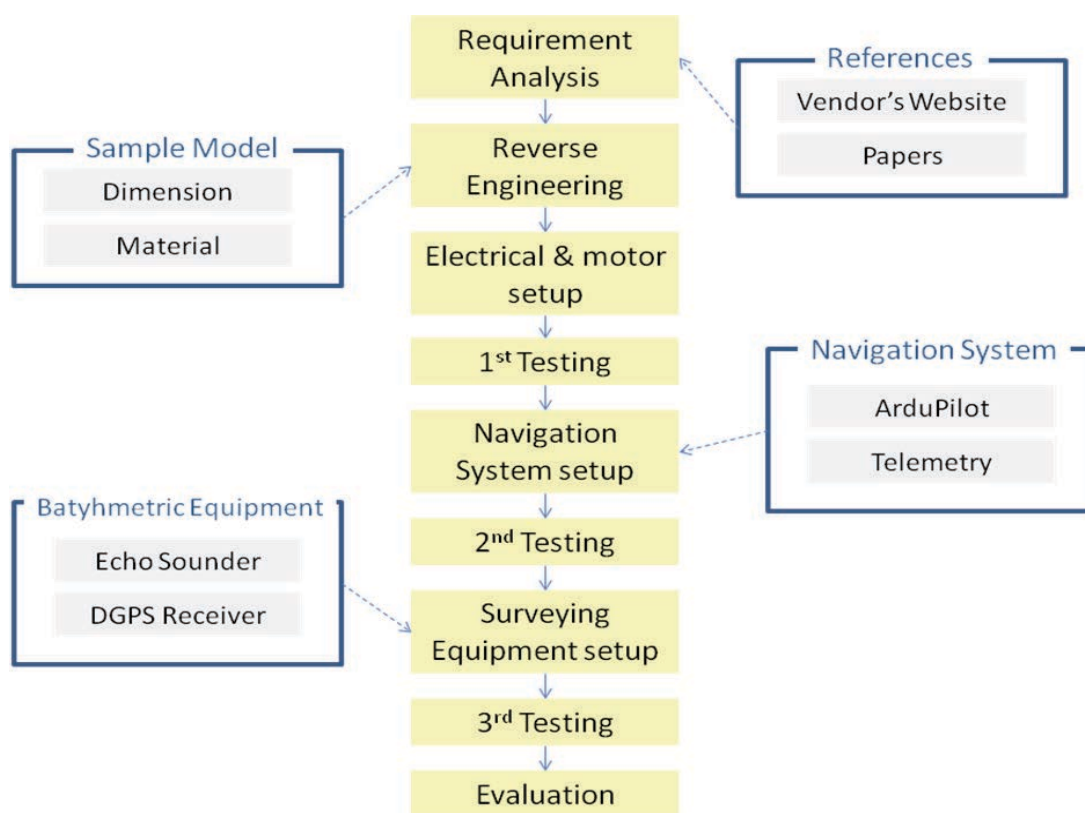 Requirement
Analysis
References
Vendor's Website
Papers
Sample Model
Dimension
Material
Reverse
Engineering
Electrical & motor
setup
1st Testing
Navigation System
ArduPilot
Telemetry
Navigation
System setup
Batyhmetric Equipment
Echo Sounder
DGPS Receiver
2nd Testing
Surveying
Equipment setup
3rd Testing
Evaluation